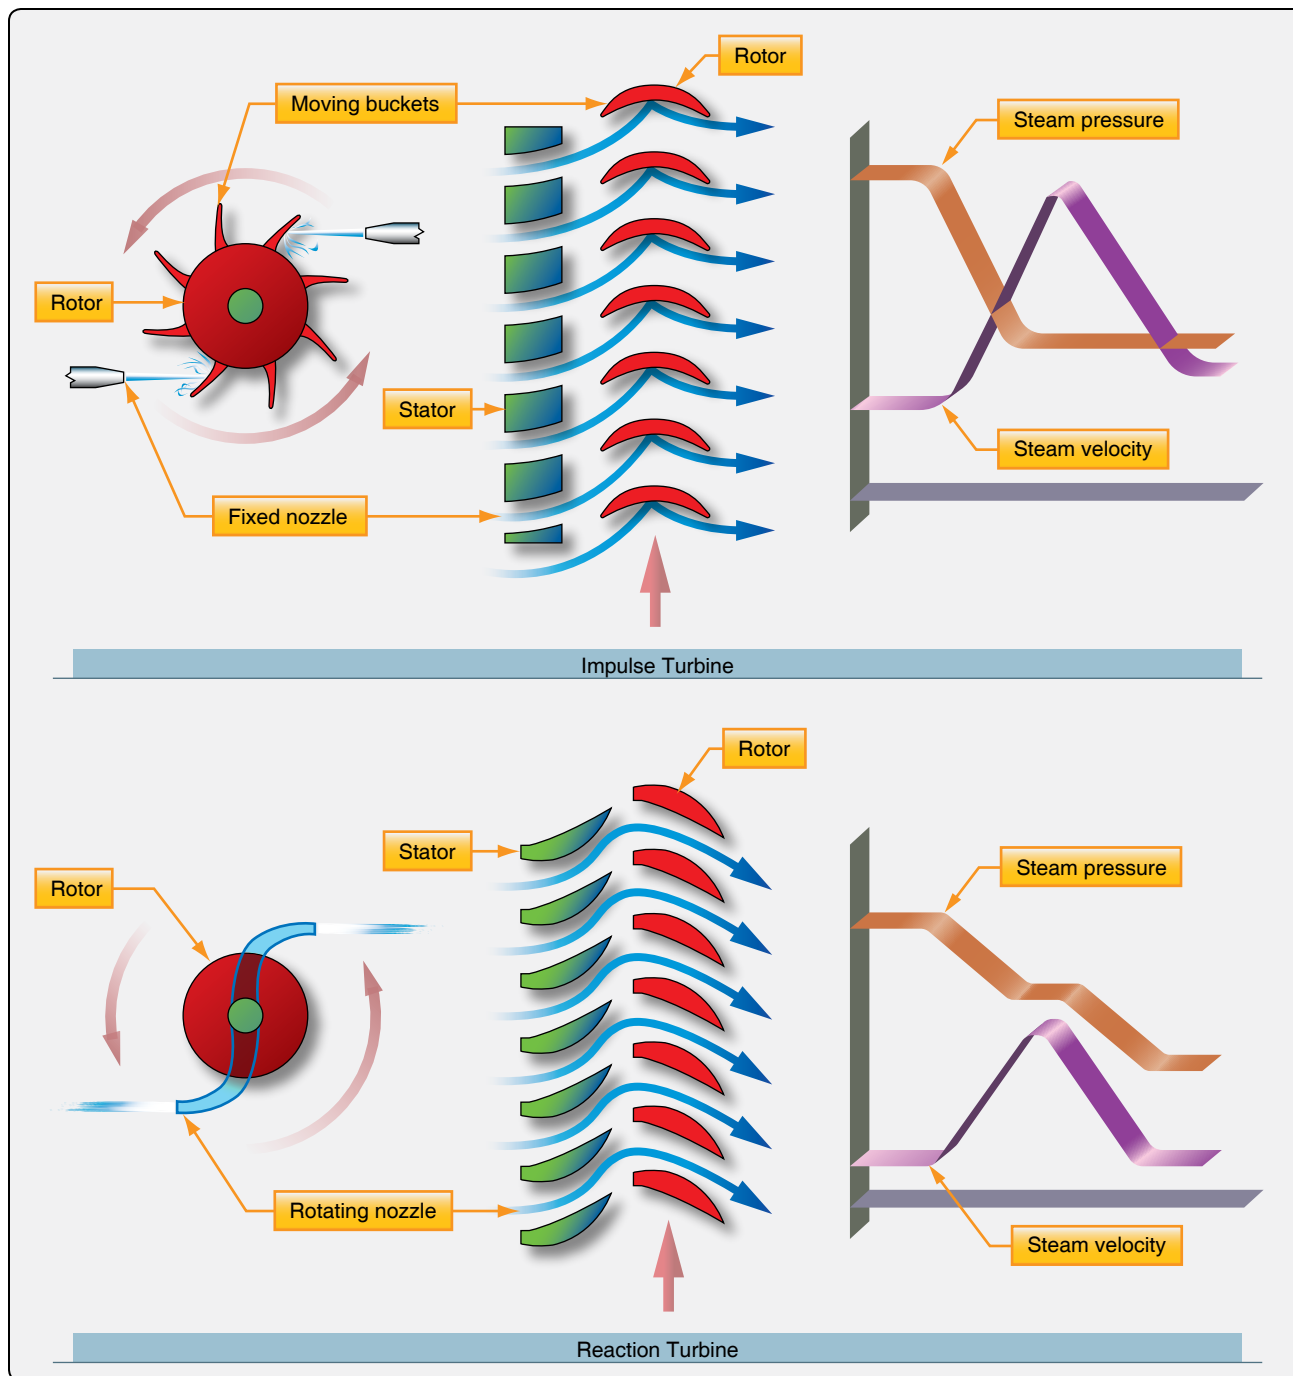 Rotor
Moving buckets
Steam pressure
Rotor
Stator
Steam velocity
Fixed nozzle
Impulse Turbine
Rotor
Stator
Steam pressure
Rotor
Rotating nozzle
Steam velocity
Reaction Turbine